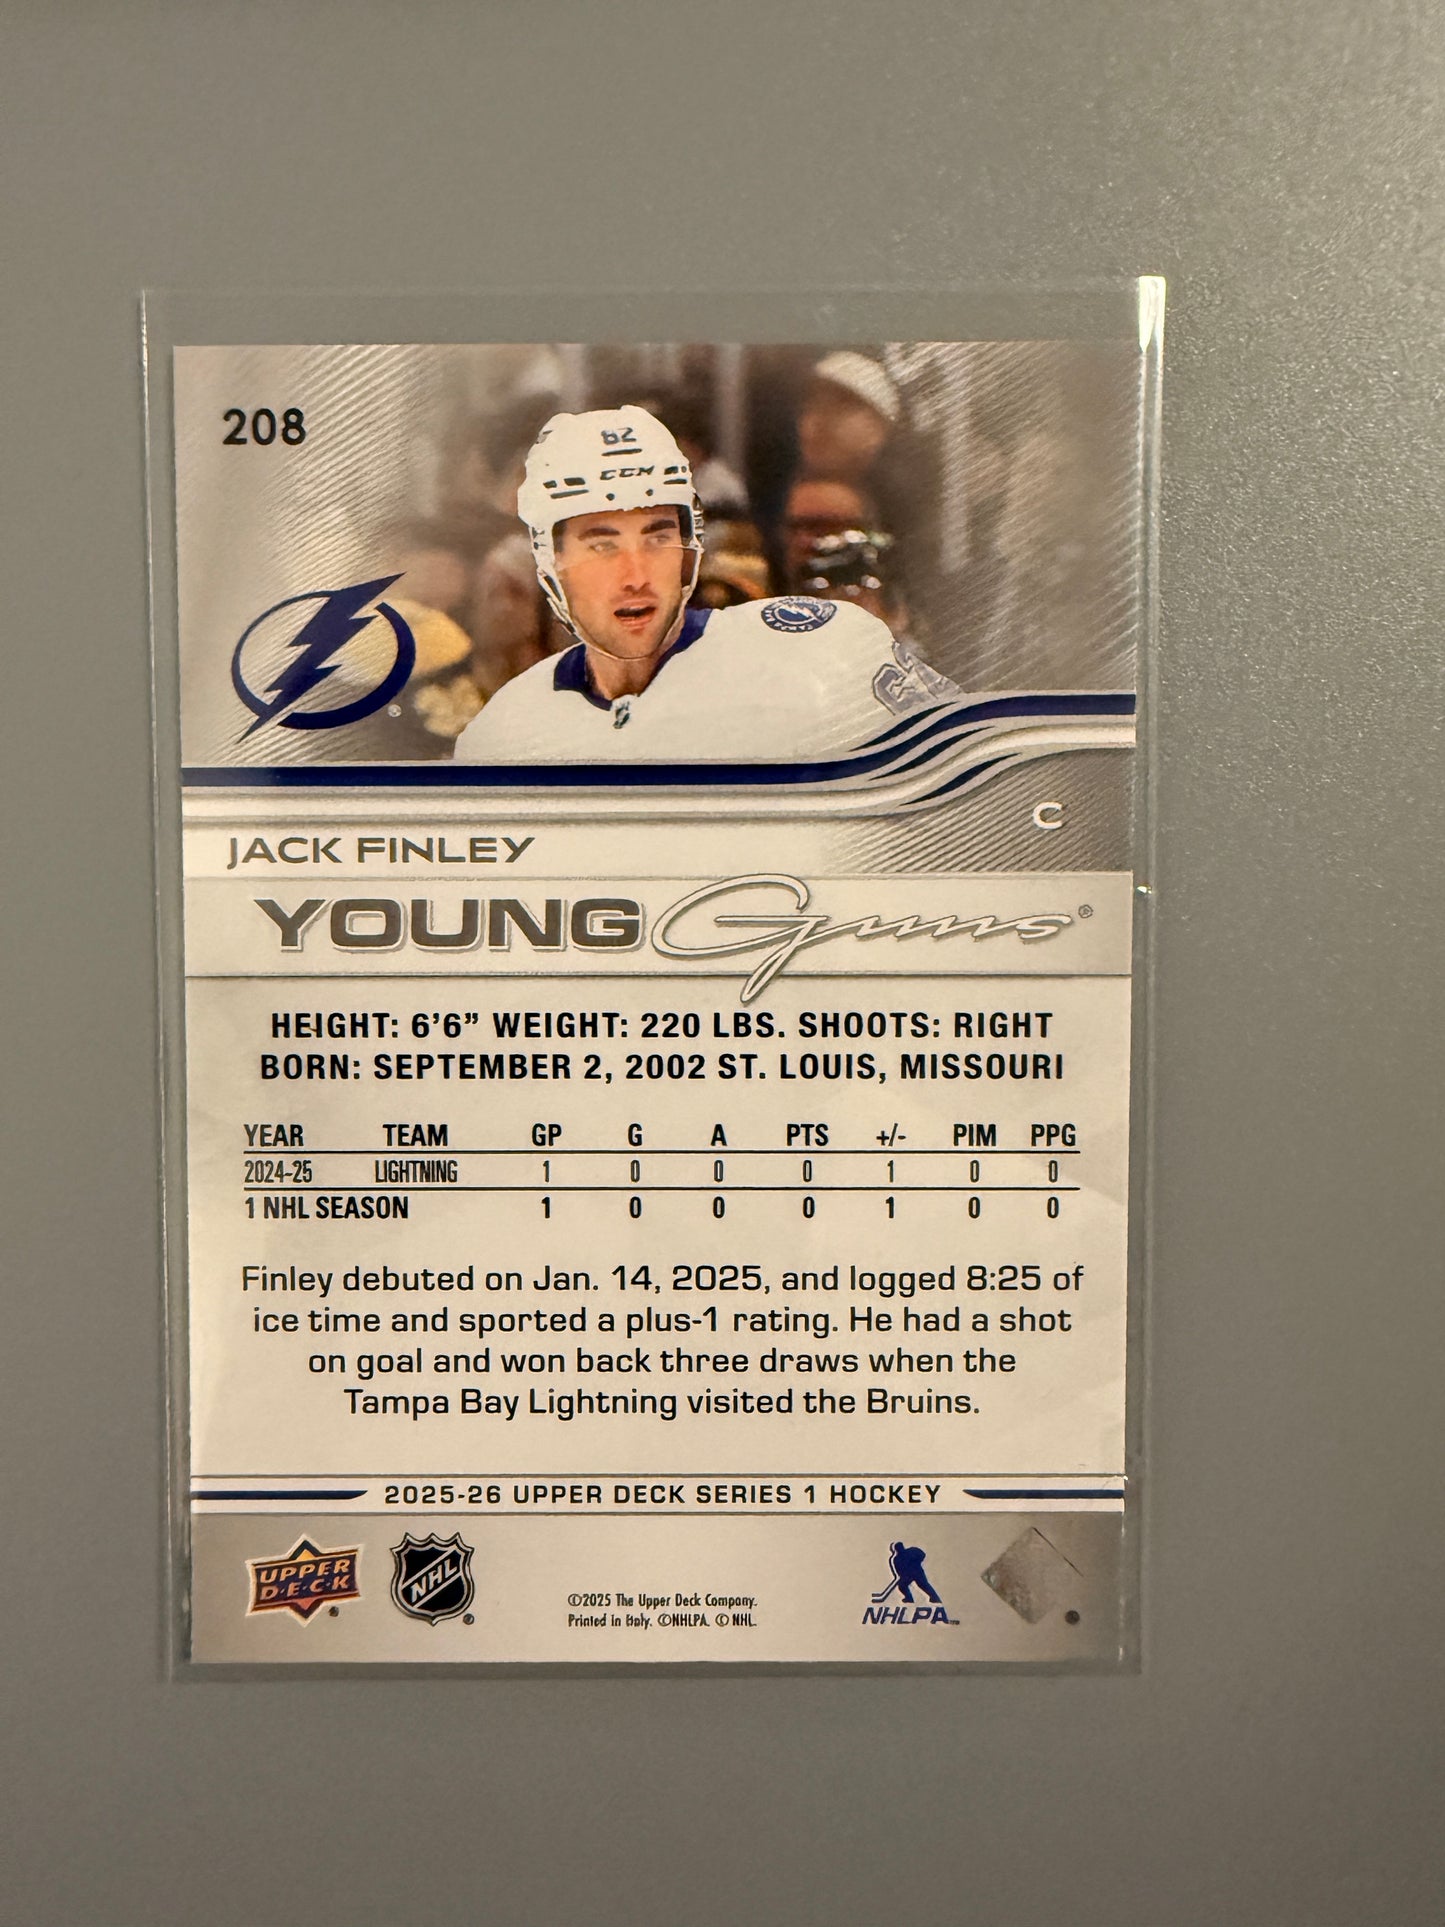 208
62
CCM
JACK FINLEY
C
YOUNG Guns®
HEIGHT: 6'6” WEIGHT: 220 LBS. SHOOTS: RIGHT
BORN: SEPTEMBER 2, 2002 ST. LOUIS, MISSOURI
YEAR TEAM GP G A PTS +/- PIM PPG
2024-25 LIGHTNING 1 0 0 0 1 0 0
1 NHL SEASON 1 0 0 0 1 0 0
Finley debuted on Jan. 14, 2025, and logged 8:25 of
ice time and sported a plus-1 rating. He had a shot
on goal and won back three draws when the
Tampa Bay Lightning visited the Bruins.
2025-26 UPPER DECK SERIES 1 HOCKEY
UPPER
D·E·C·K
NHL
©2025 The Upper Deck Company.
Printed in Italy. ©NHLPA. © NHL.
NHLPA™